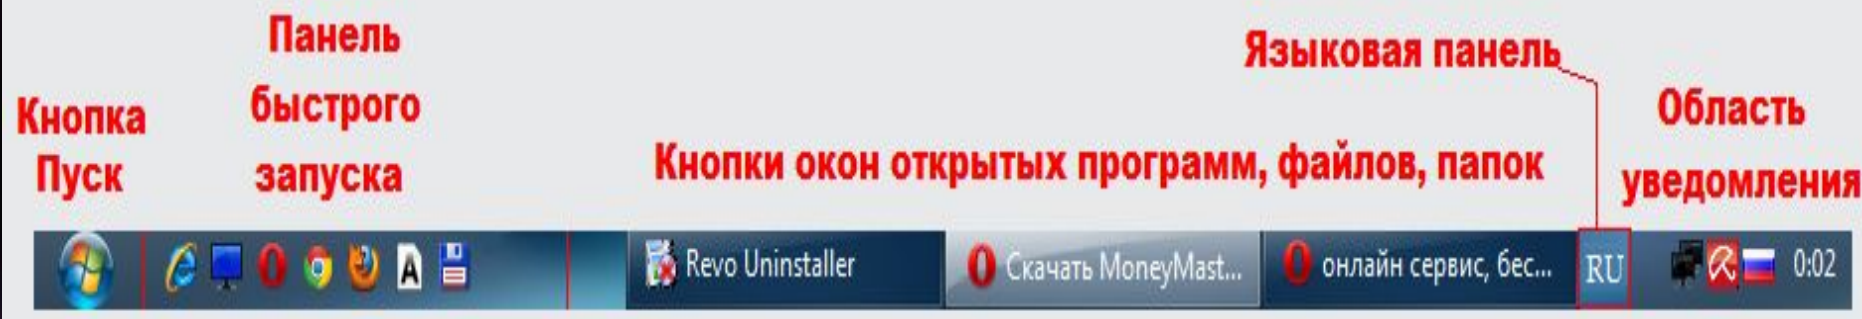 Кнопка
Пуск
Панель
быстрого
запуска
Кнопки окон открытых программ, файлов, папок
Языковая панель
Область
уведомления
Revo Uninstaller
Скачать MoneyMast...
онлайн сервис, бес...
RU
0:02
A